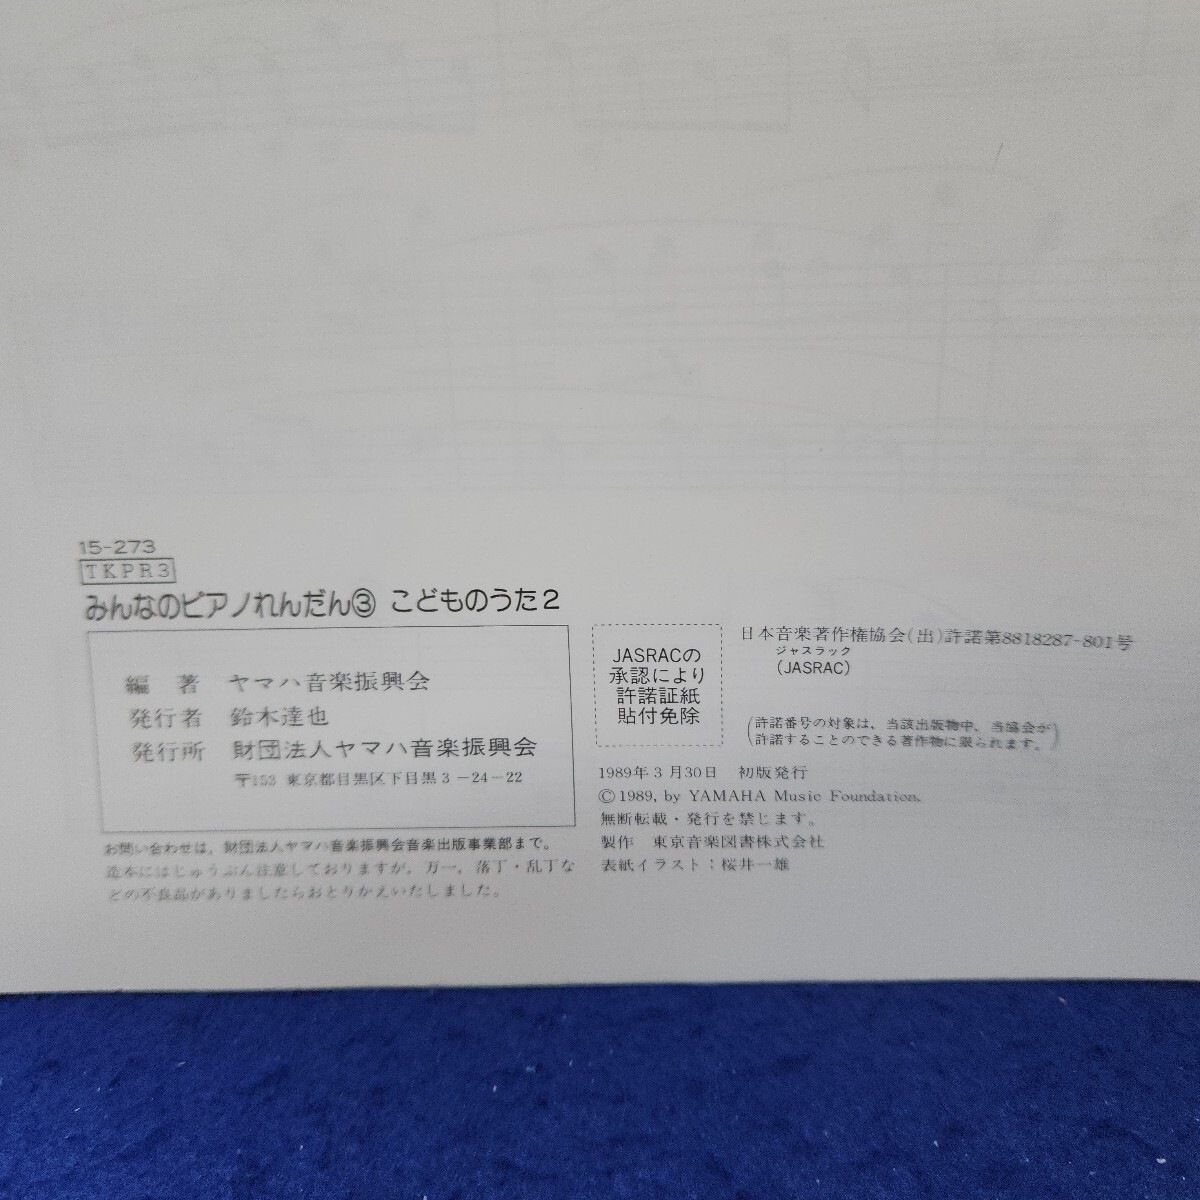 15-273
TKPR3
みんなのピアノれんだん③ こどものうた2
編 著 ヤマハ音楽振興会
発行者 鈴木達也
発行所 財団法人ヤマハ音楽振興会
〒153 東京都目黒区下目黒3-24-22
お問い合わせは、財団法人ヤマハ音楽振興会音楽出版事業部まで。
造本にはじゅうぶん注意しておりますが、万一、落丁・乱丁な
どの不良品がありましたらおとりかえいたしました。
JASRACの
承認により
許諾証紙
貼付免除
日本音楽著作権協会(出)許諾第8818287-801号
ジャスラック
(JASRAC)
(許諾番号の対象は、当該出版物中、当協会が
許諾することのできる著作物に限られます。)
1989年3月30日 初版発行
©1989, by YAMAHA Music Foundation.
無断転載・発行を禁じます。
製作 東京音楽図書株式会社
表紙イラスト;桜井一雄